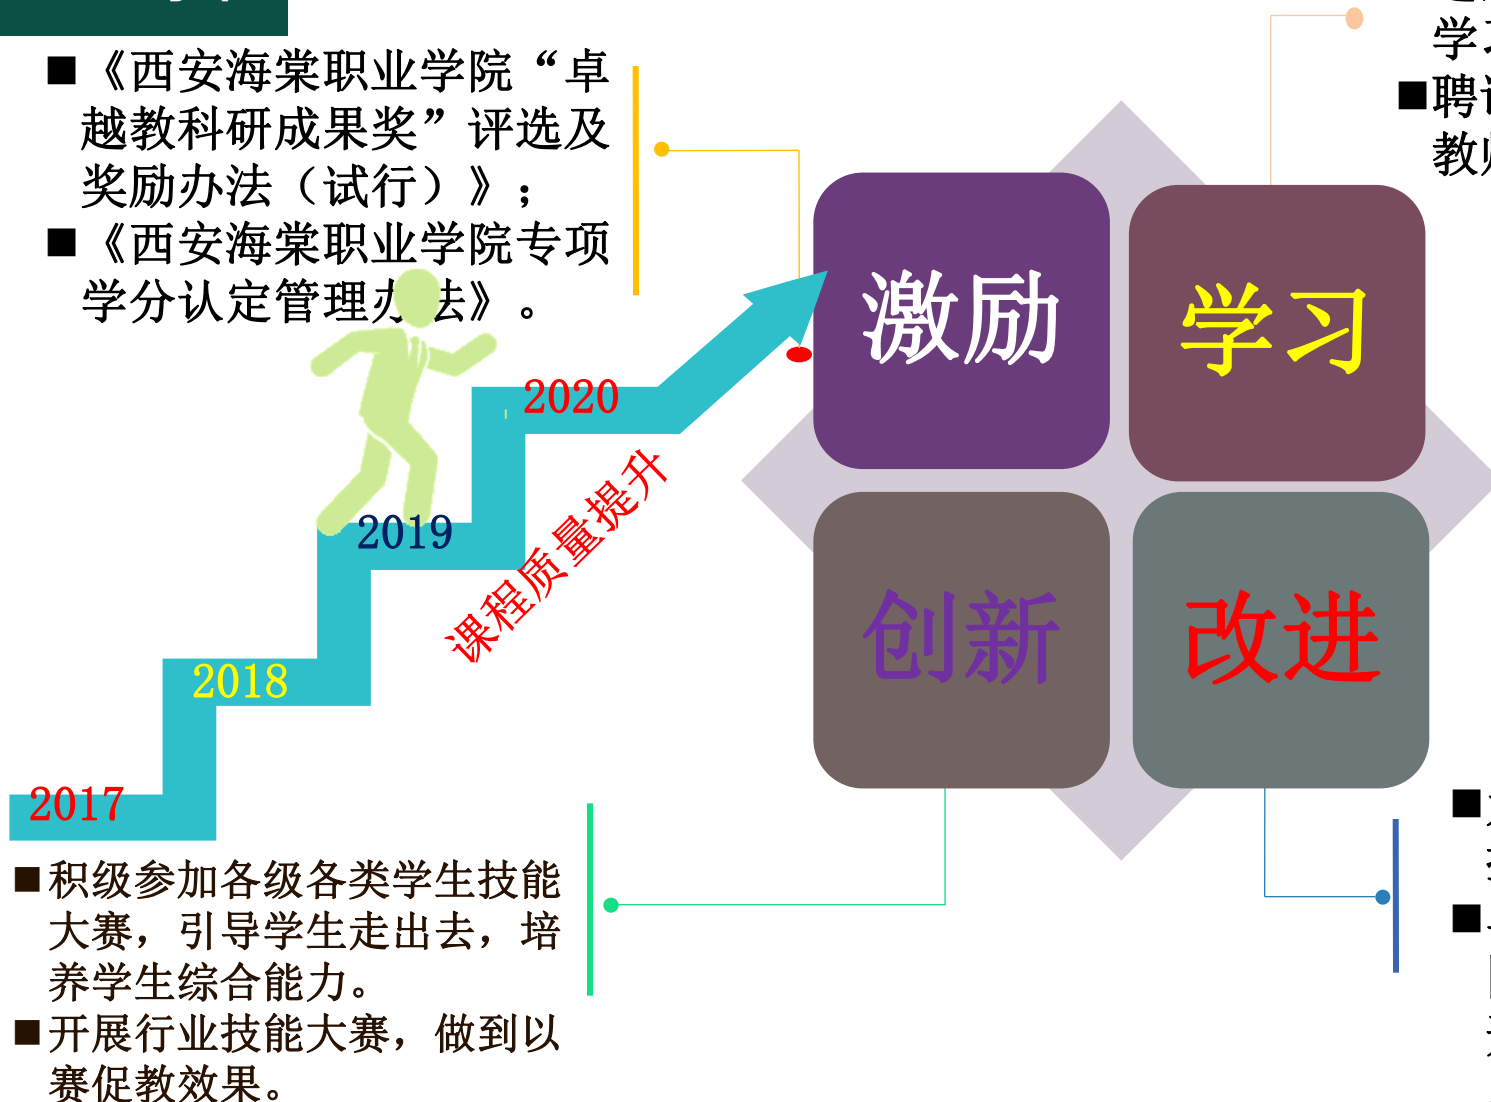 ■《西安海棠职业学院“卓
越教科研成果奖”评选及
奖励办法（试行）》；
■《西安海棠职业学院专项
学分认定管理办法》。
学
■聘
教
激励
学习
2020
2019
课程质量提升
2018
创新
改进
2017
■积级参加各级各类学生技能
大赛，引导学生走出去，培
养学生综合能力。
■开展行业技能大赛，做到以
赛促教效果。